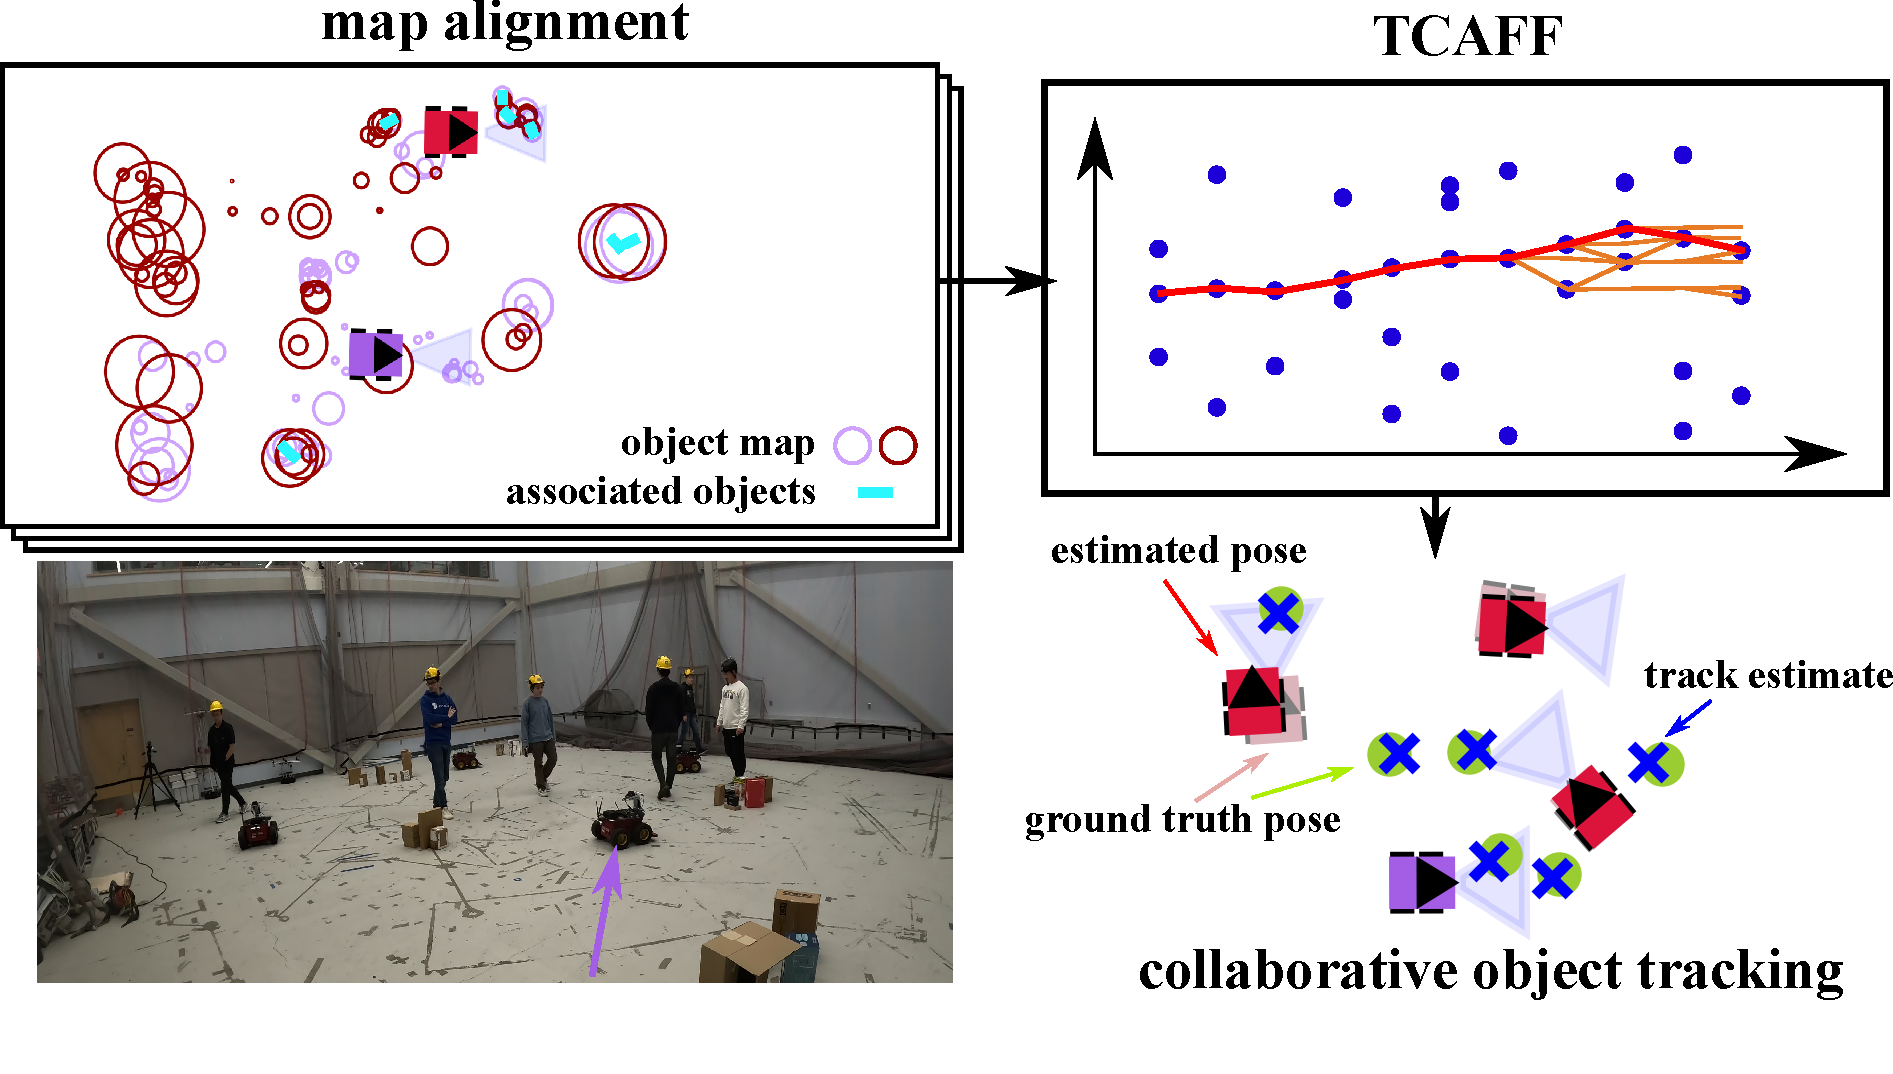 map alignment
TCAFF
object map
associated objects
estimated pose
track estimate
ground truth pose
collaborative object tracking